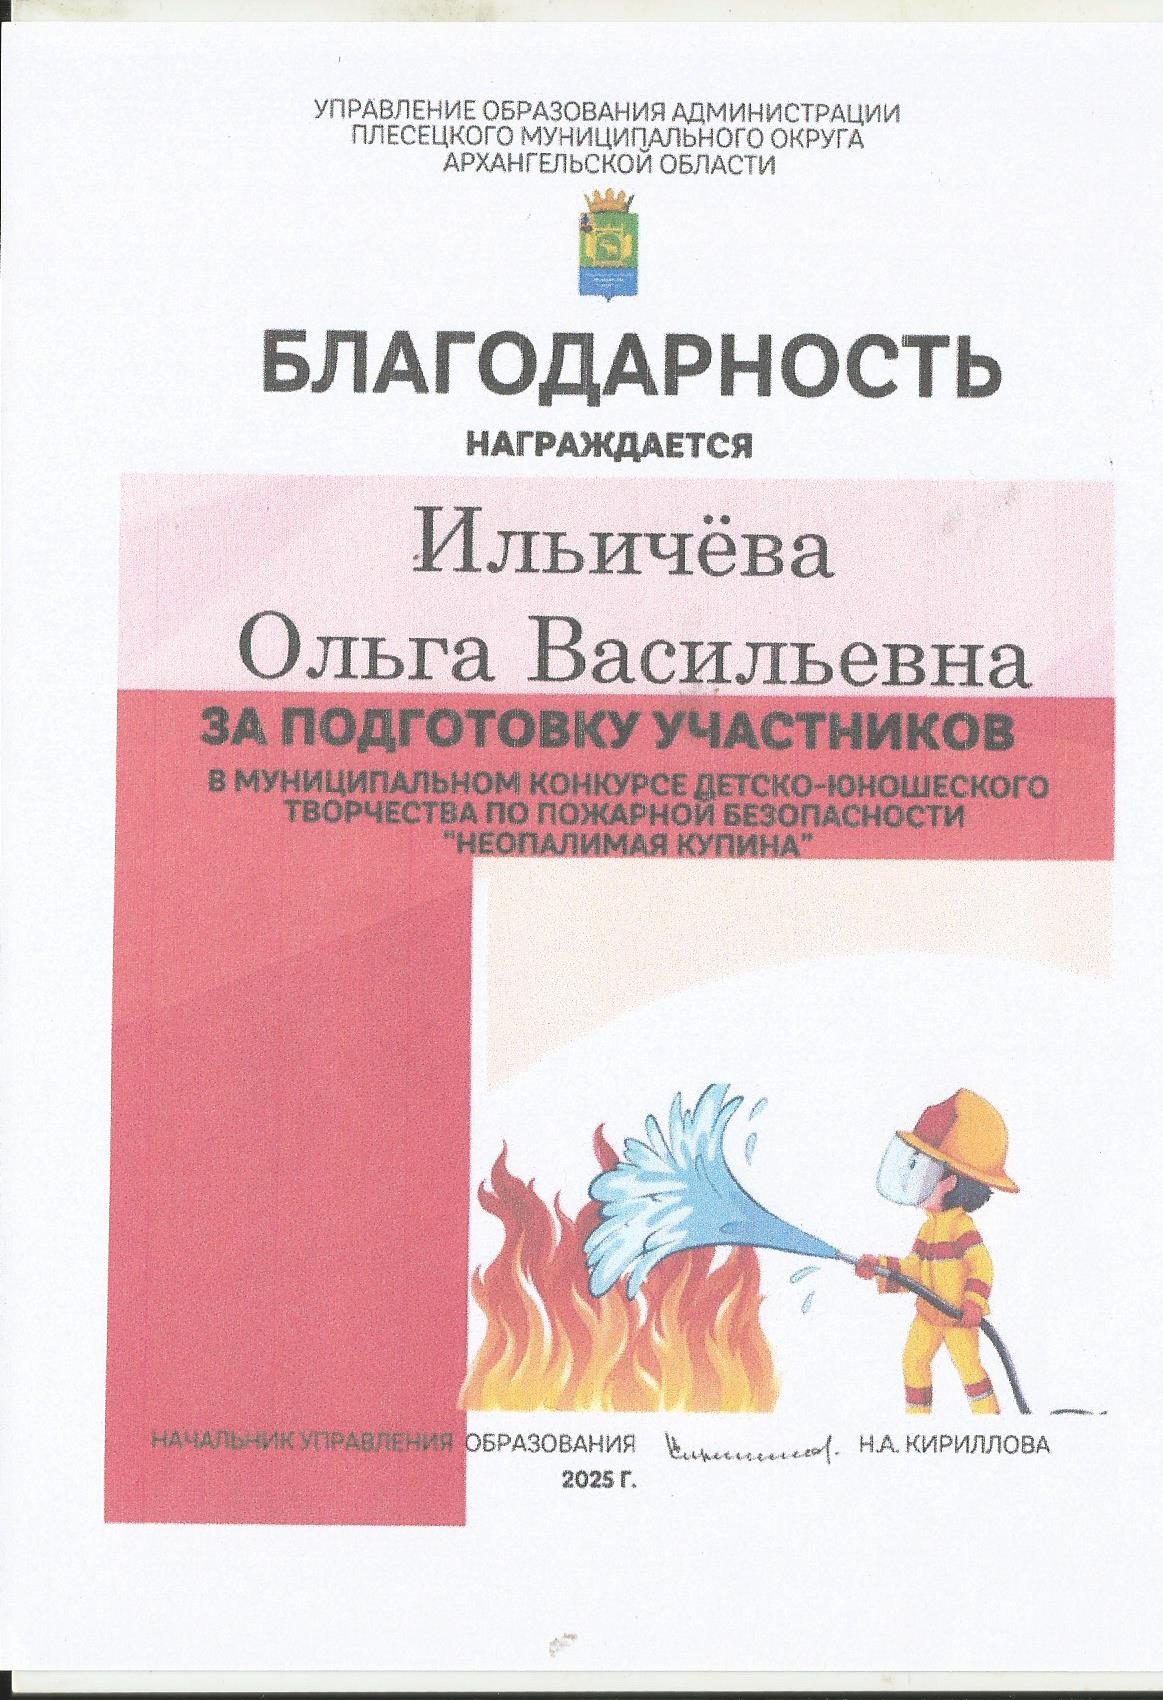 УПРАВЛЕНИЕ ОБРАЗОВАНИЯ АДМИНИСТРАЦИИ
ПЛЕСЕЦКОГО МУНИЦИПАЛЬНОГО ОКРУГА
АРХАНГЕЛЬСКОЙ ОБЛАСТИ
БЛАГОДАРНОСТЬ
НАГРАЖДАЕТСЯ
Ильичёва
Ольга Васильевна
ЗА ПОДГОТОВКУ УЧАСТНИКОВ
В МУНИЦИПАЛЬНОМ КОНКУРСЕ ДЕТСКО-ЮНОШЕСКОГО
ТВОРЧЕСТВА ПО ПОЖАРНОЙ БЕЗОПАСНОСТИ
"НЕОПАЛИМАЯ КУПИНА"
НАЧАЛЬНИК УПРАВЛЕНИЯ ОБРАЗОВАНИЯ Н.А. КИРИЛЛОВА
2025 Г.